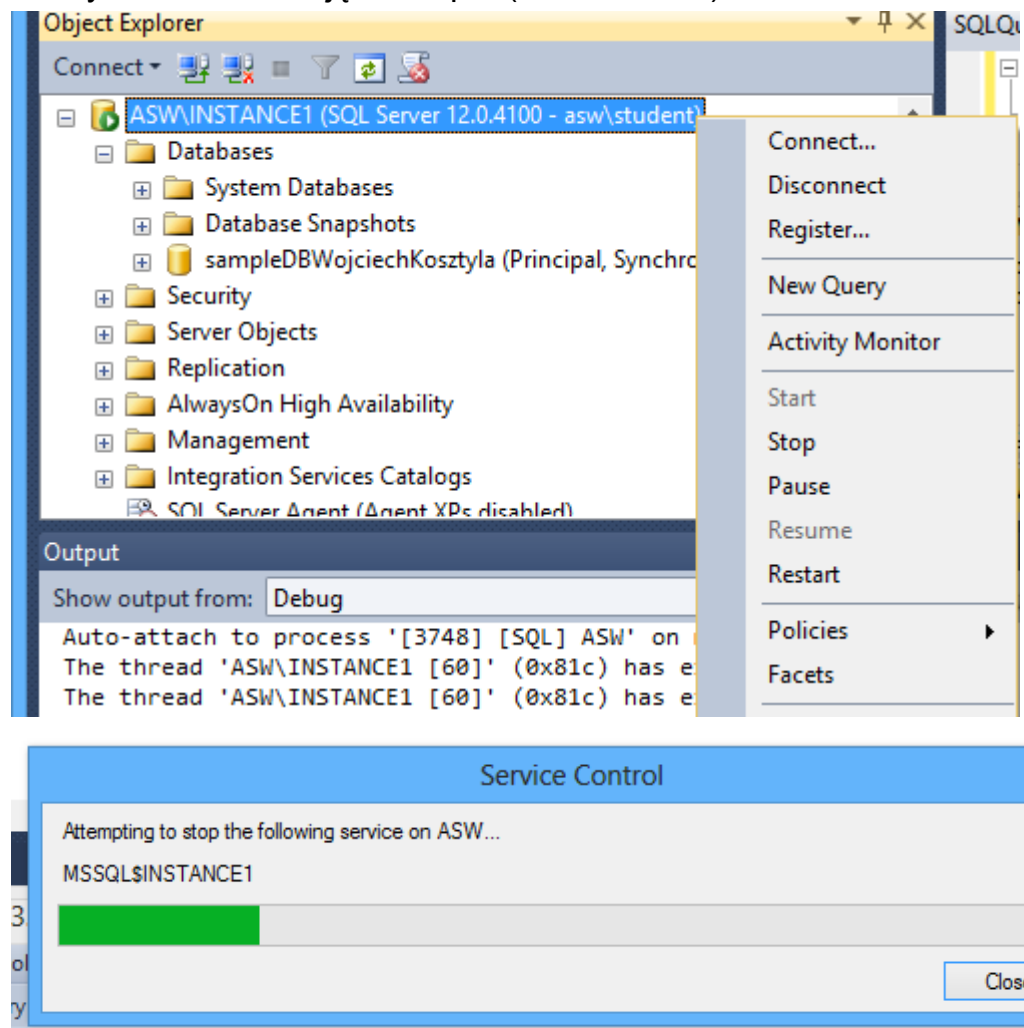 Object Explorer
SQLQu
Connect
ASW\INSTANCE1 (SQL Server 12.0.4100 - asw\student)
Databases
System Databases
Database Snapshots
sampleDBWojciechKosztyla (Principal, Synchro
Security
Server Objects
Replication
AlwaysOn High Availability
Management
Integration Services Catalogs
SQL Server Agent (Agent XPs disabled)
Connect...
Disconnect
Register...
New Query
Activity Monitor
Start
Stop
Pause
Resume
Restart
Policies
Facets
Output
Show output from: Debug
Auto-attach to process '[3748] [SQL] ASW' on
The thread 'ASW\INSTANCE1 [60]' (0x81c) has e
The thread 'ASW\INSTANCE1 [60]' (0x81c) has e
Service Control
Attempting to stop the following service on ASW...
MSSQL$INSTANCE1
Close